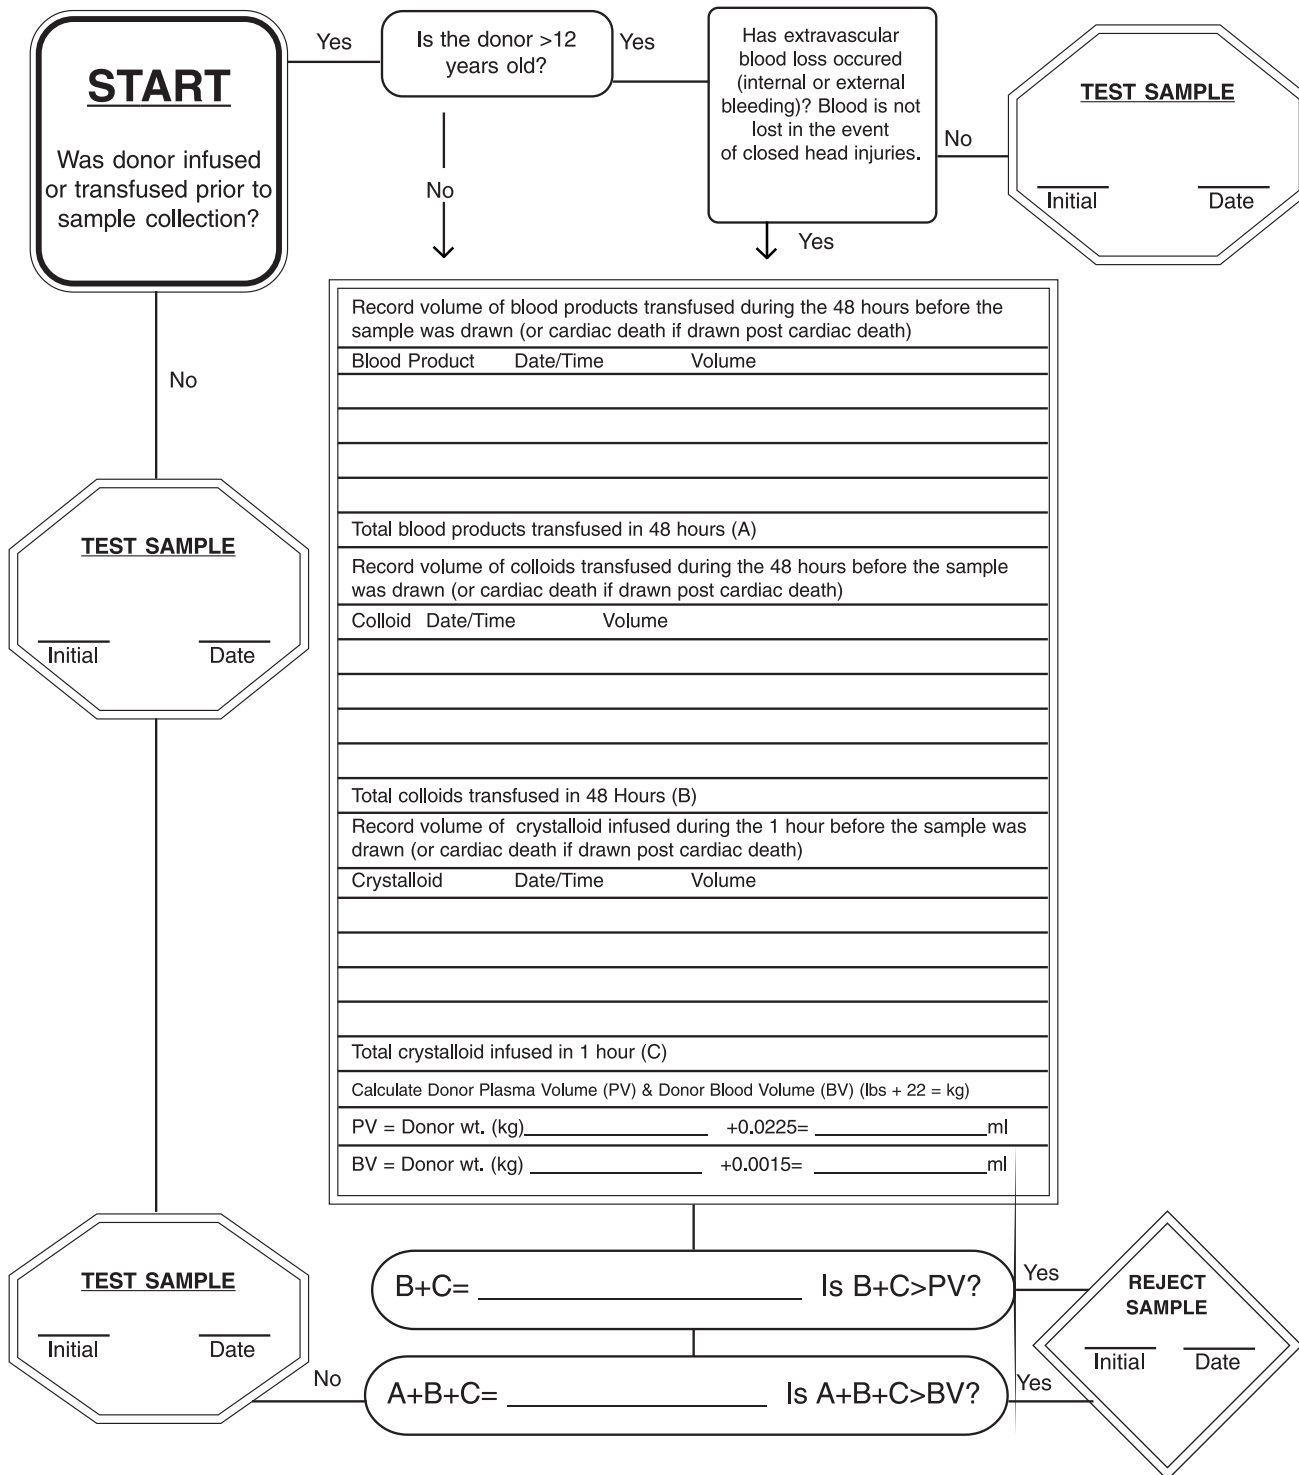 START
Was donor infused
or transfused prior to
sample collection?
Yes
Is the donor >12
years old?
Yes
Has extravascular
blood loss occured
(internal or external
bleeding)? Blood is not
lost in the event
of closed head injuries.
No
TEST SAMPLE
Initial Date
No
Yes
No
Record volume of blood products transfused during the 48 hours before the
sample was drawn (or cardiac death if drawn post cardiac death)
Blood Product Date/Time Volume
Total blood products transfused in 48 hours (A)
Record volume of colloids transfused during the 48 hours before the sample
was drawn (or cardiac death if drawn post cardiac death)
Colloid Date/Time Volume
Total colloids transfused in 48 Hours (B)
Record volume of crystalloid infused during the 1 hour before the sample was
drawn (or cardiac death if drawn post cardiac death)
Crystalloid Date/Time Volume
Total crystalloid infused in 1 hour (C)
Calculate Donor Plasma Volume (PV) & Donor Blood Volume (BV) (lbs + 22 = kg)
PV = Donor wt. (kg)__________ +0.0225= __________ml
BV = Donor wt. (kg) __________ +0.0015= __________ml
TEST SAMPLE
Initial Date
TEST SAMPLE
Initial Date
B+C= __________ Is B+C>PV?
Yes
REJECT
SAMPLE
Initial Date
No
A+B+C= __________ Is A+B+C>BV?
Yes